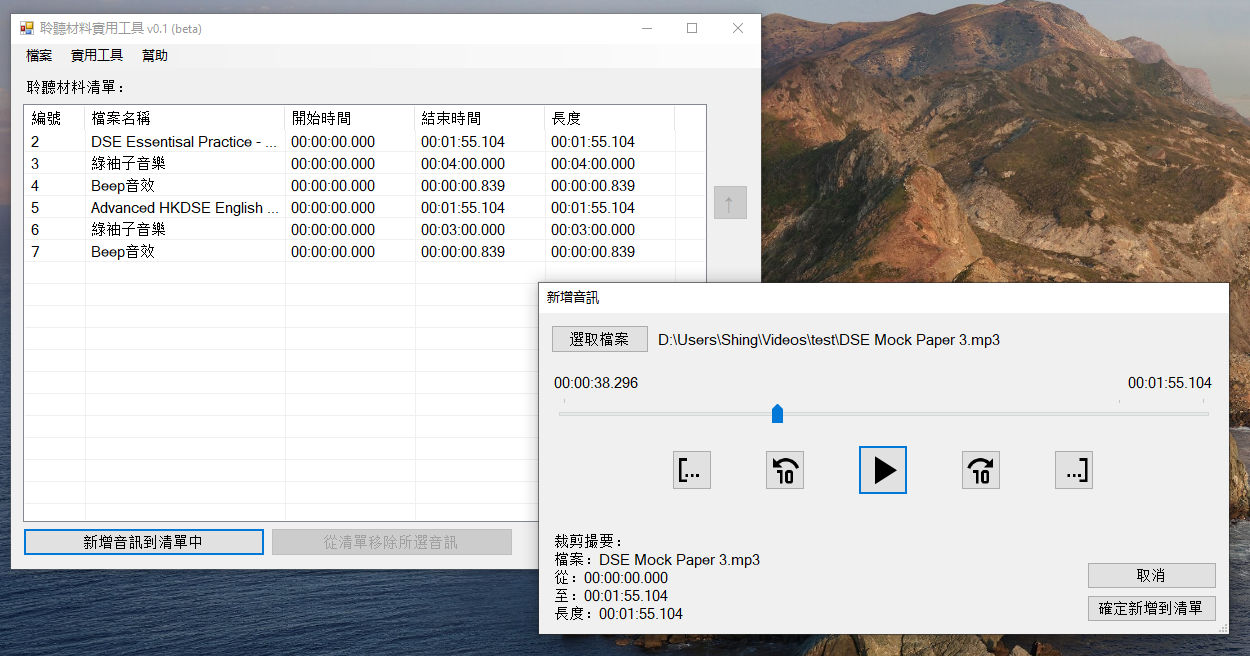 聆聽材料實用工具 v0.1 (beta)
檔案 實用工具 幫助
聆聽材料清單：
編號 檔案名稱 開始時間 結束時間 長度
2 DSE Essentisal Practice - ... 00:00:00.000 00:01:55.104 00:01:55.104
3 綠袖子音樂 00:00:00.000 00:04:00.000 00:04:00.000
4 Beep音效 00:00:00.000 00:00:00.839 00:00:00.839
5 Advanced HKDSE English ... 00:00:00.000 00:01:55.104 00:01:55.104
6 綠袖子音樂 00:00:00.000 00:03:00.000 00:03:00.000
7 Beep音效 00:00:00.000 00:00:00.839 00:00:00.839
↑
新增音訊到清單中 從清單移除所選音訊
新增音訊
選取檔案 D:\Users\Shing\Videos\test\DSE Mock Paper 3.mp3
00:00:38.296 00:01:55.104
[... 10 10 ...]
裁剪撮要：
檔案：DSE Mock Paper 3.mp3
從：00:00:00.000
至：00:01:55.104
長度：00:01:55.104
取消
確定新增到清單